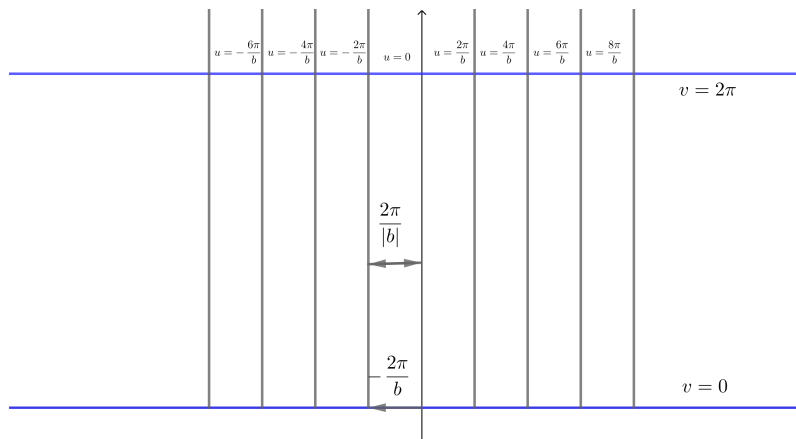 u = −6π/b u = −4π/b u = −2π/b u = 0 u = 2π/b u = 4π/b u = 6π/b u = 8π/b
v = 2π
2π/|b|
−2π/b
v = 0